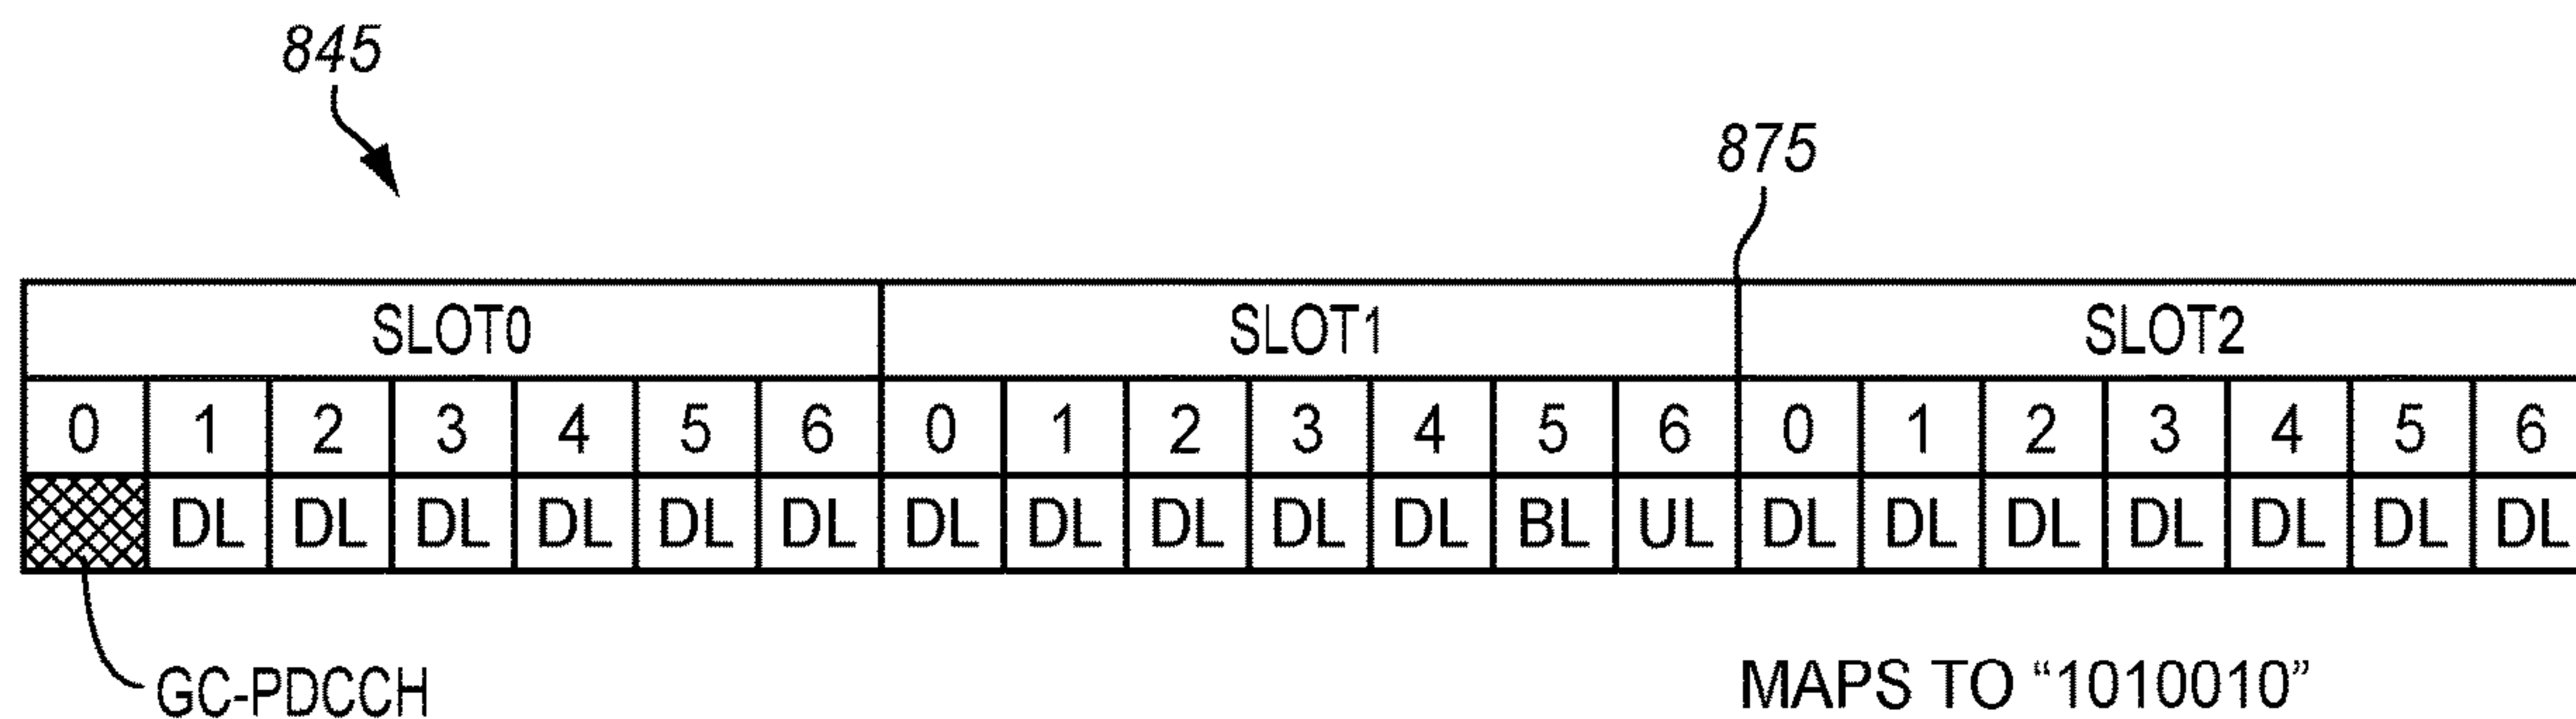 845
875
SLOT0 SLOT1 SLOT2
0 1 2 3 4 5 6 0 1 2 3 4 5 6 0 1 2 3 4 5 6
DL DL DL DL DL DL DL DL DL DL DL BL UL DL DL DL DL DL DL DL
GC-PDCCH
MAPS TO “1010010”